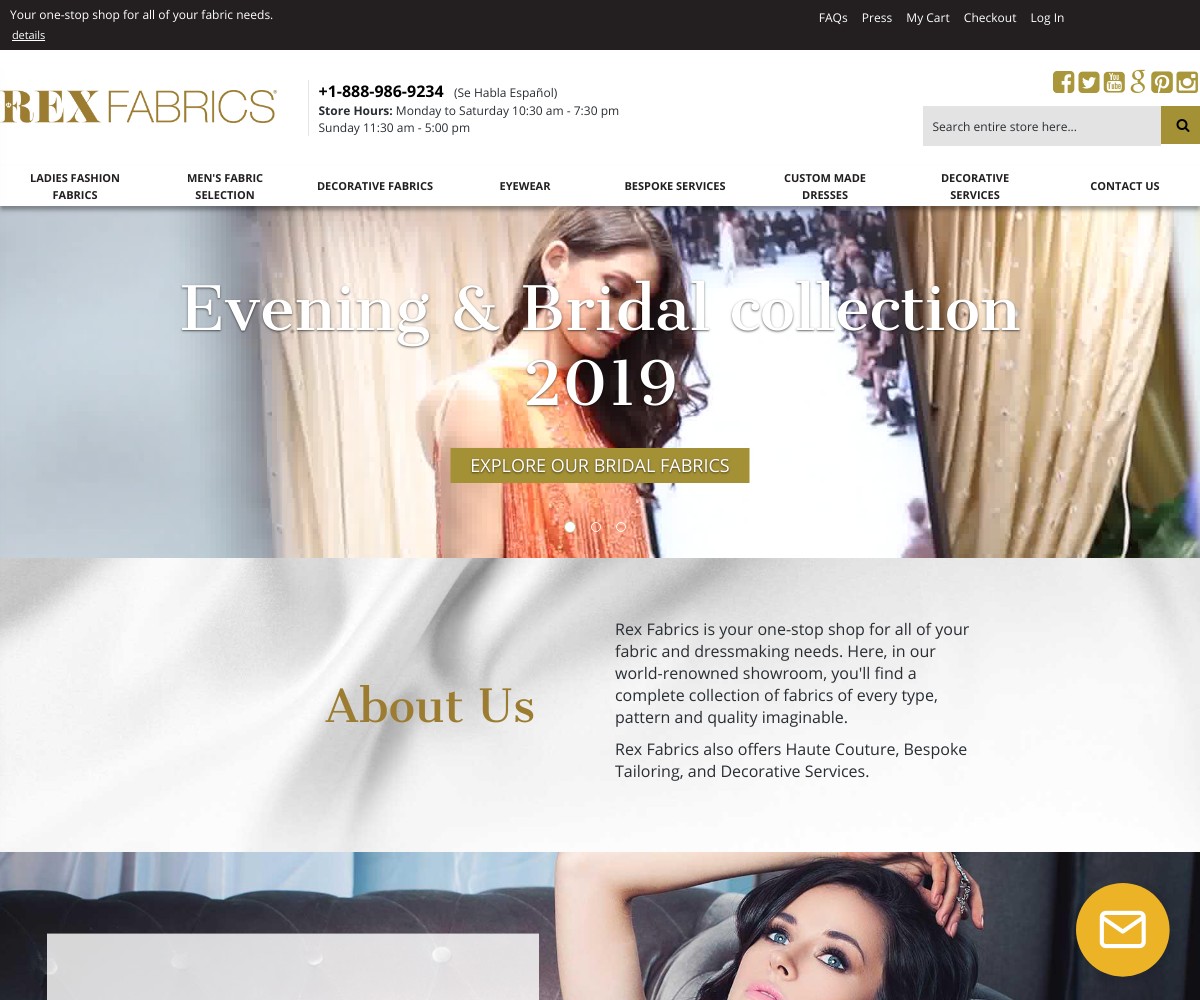 Your one-stop shop for all of your fabric needs.
details
FAQs Press My Cart Checkout Log In
REX FABRICS
+1-888-986-9234 (Se Habla Español)
Store Hours: Monday to Saturday 10:30 am - 7:30 pm
Sunday 11:30 am - 5:00 pm
You Tube
Search entire store here...
LADIES FASHION FABRICS
MEN'S FABRIC SELECTION
DECORATIVE FABRICS
EYEWEAR
BESPOKE SERVICES
CUSTOM MADE DRESSES
DECORATIVE SERVICES
CONTACT US
Evening & Bridal collection
2019
EXPLORE OUR BRIDAL FABRICS
About Us
Rex Fabrics is your one-stop shop for all of your
fabric and dressmaking needs. Here, in our
world-renowned showroom, you'll find a
complete collection of fabrics of every type,
pattern and quality imaginable.
Rex Fabrics also offers Haute Couture, Bespoke
Tailoring, and Decorative Services.